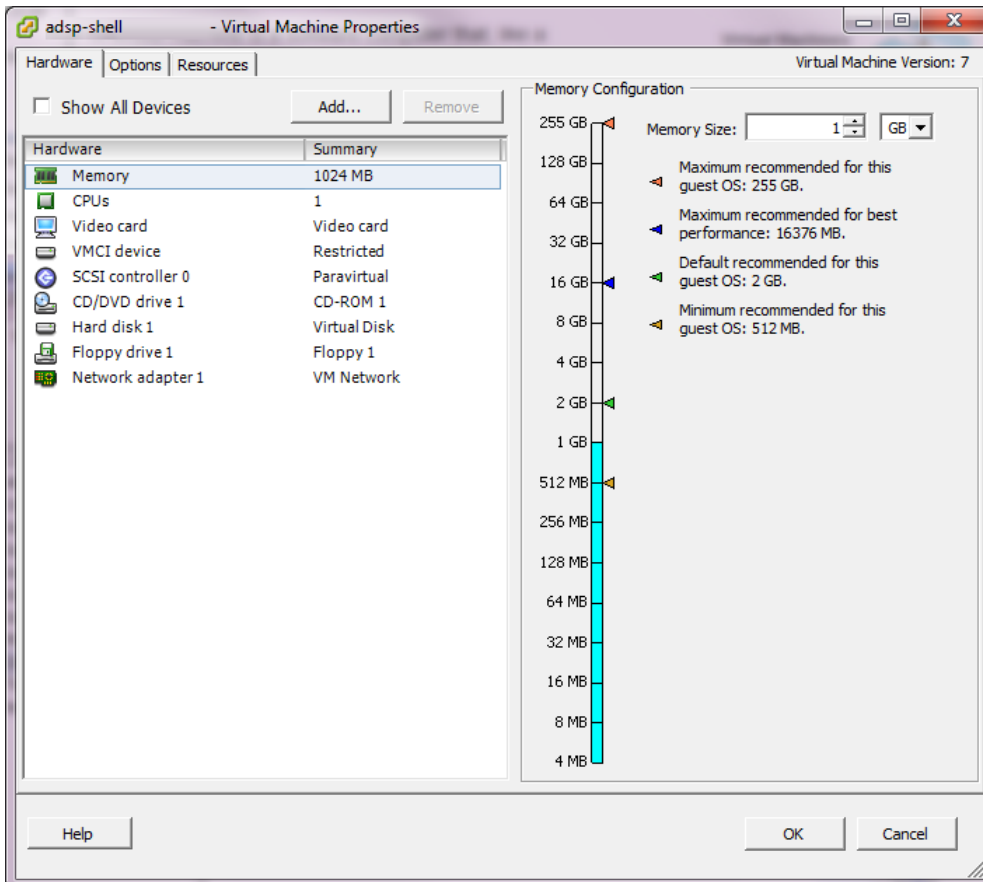 adsp-shell - Virtual Machine Properties
Hardware Options Resources
Virtual Machine Version: 7
Show All Devices
Add...
Remove
Hardware Summary
Memory 1024 MB
CPUs 1
Video card Video card
VMCI device Restricted
SCSI controller 0 Paravirtual
CD/DVD drive 1 CD-ROM 1
Hard disk 1 Virtual Disk
Floppy drive 1 Floppy 1
Network adapter 1 VM Network
Memory Configuration
255 GB
128 GB
64 GB
32 GB
16 GB
8 GB
4 GB
2 GB
1 GB
512 MB
256 MB
128 MB
64 MB
32 MB
16 MB
8 MB
4 MB
Memory Size: 1 GB
Maximum recommended for this
guest OS: 255 GB.
Maximum recommended for best
performance: 16376 MB.
Default recommended for this
guest OS: 2 GB.
Minimum recommended for this
guest OS: 512 MB.
Help
OK
Cancel